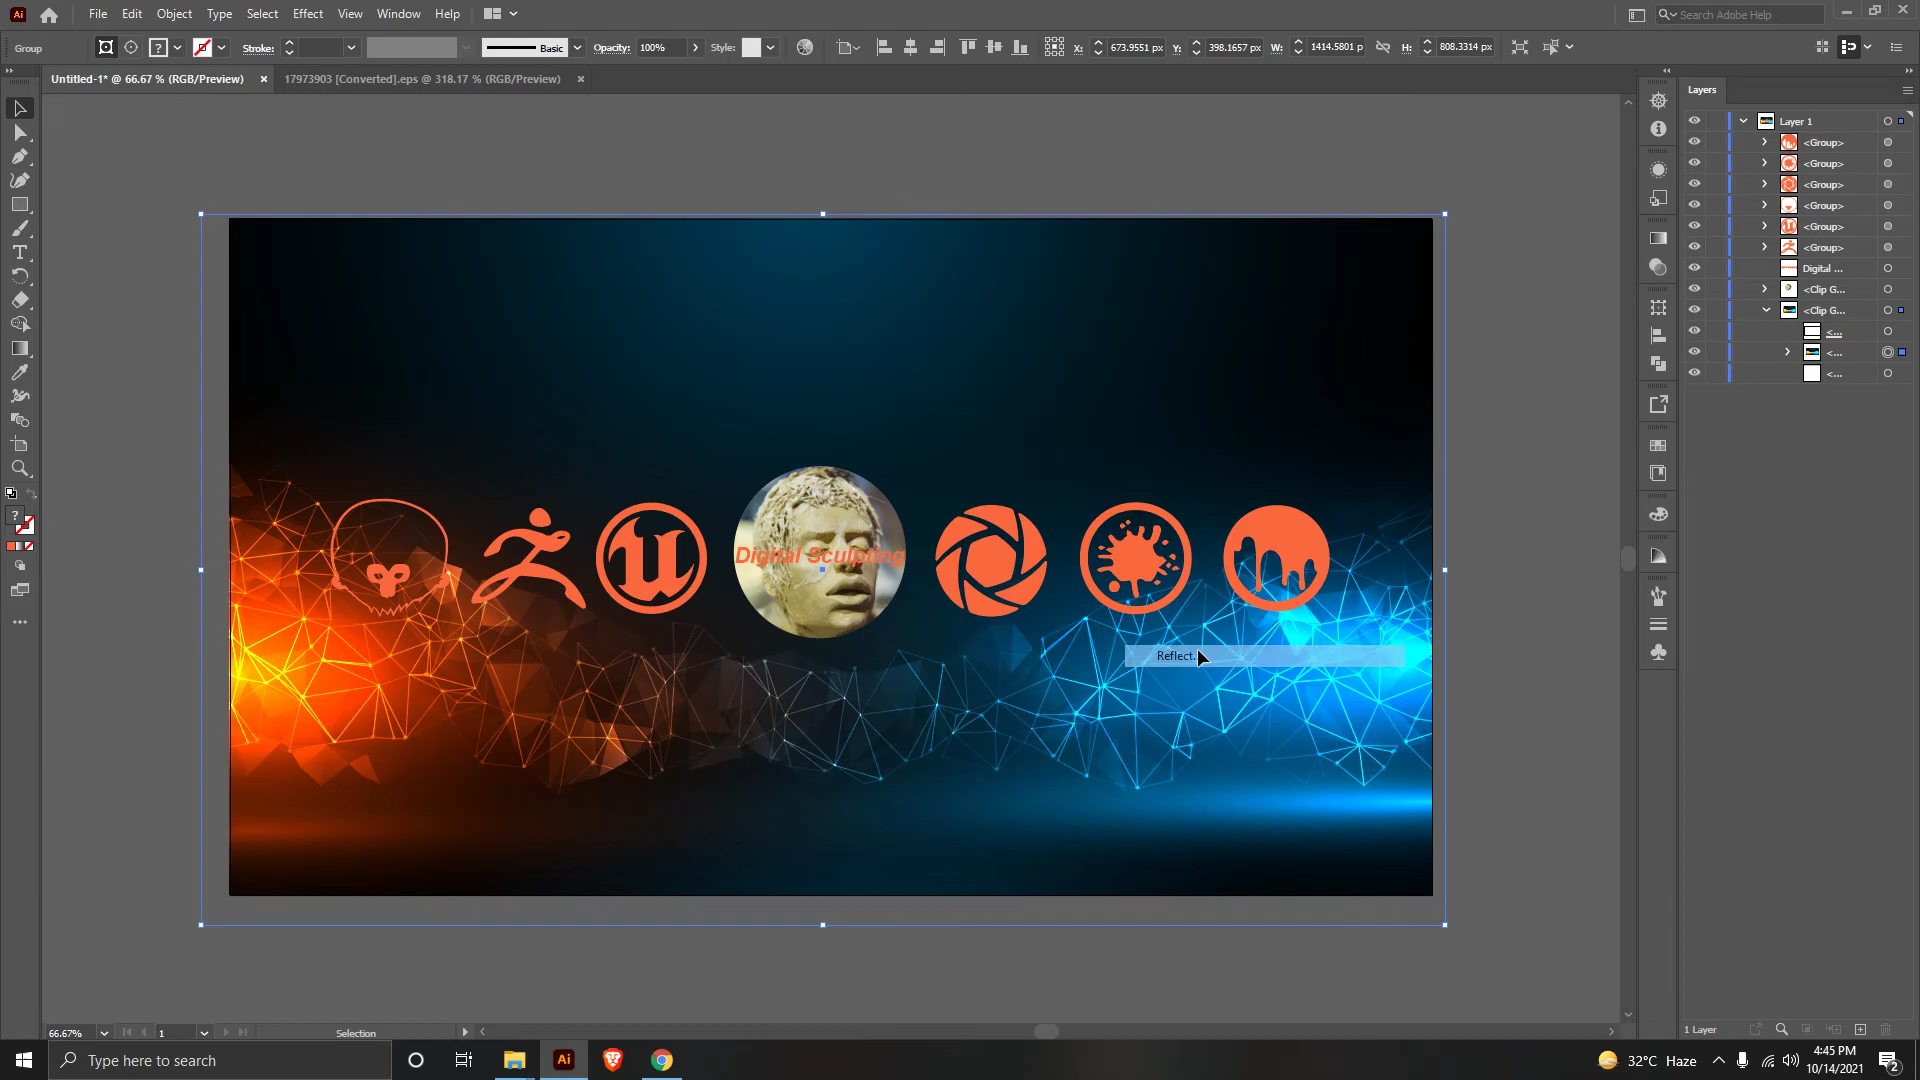 Ai File Edit Object Type Select Effect View Window Help Search Adobe Help
Group ? Stroke: Basic Opacity: 100% Style: X: 673.9551 px Y: 398.1657 px W: 1414.5801 p H: 808.3314 px
Untitled-1* @ 66.67 % (RGB/Preview) 17973903 [Converted].eps @ 318.17 % (RGB/Preview)
Layers
Layer 1
<Group>
<Group>
<Group>
<Group>
<Group>
<Group>
Digital ...
<Clip G...
<Clip G...
<...
<...
<...
Digital Sculpting
Reflect.
?
66.67% 1 Selection
1 Layer
Type here to search
Ai
32°C Haze
4:45 PM
10/14/2021
2